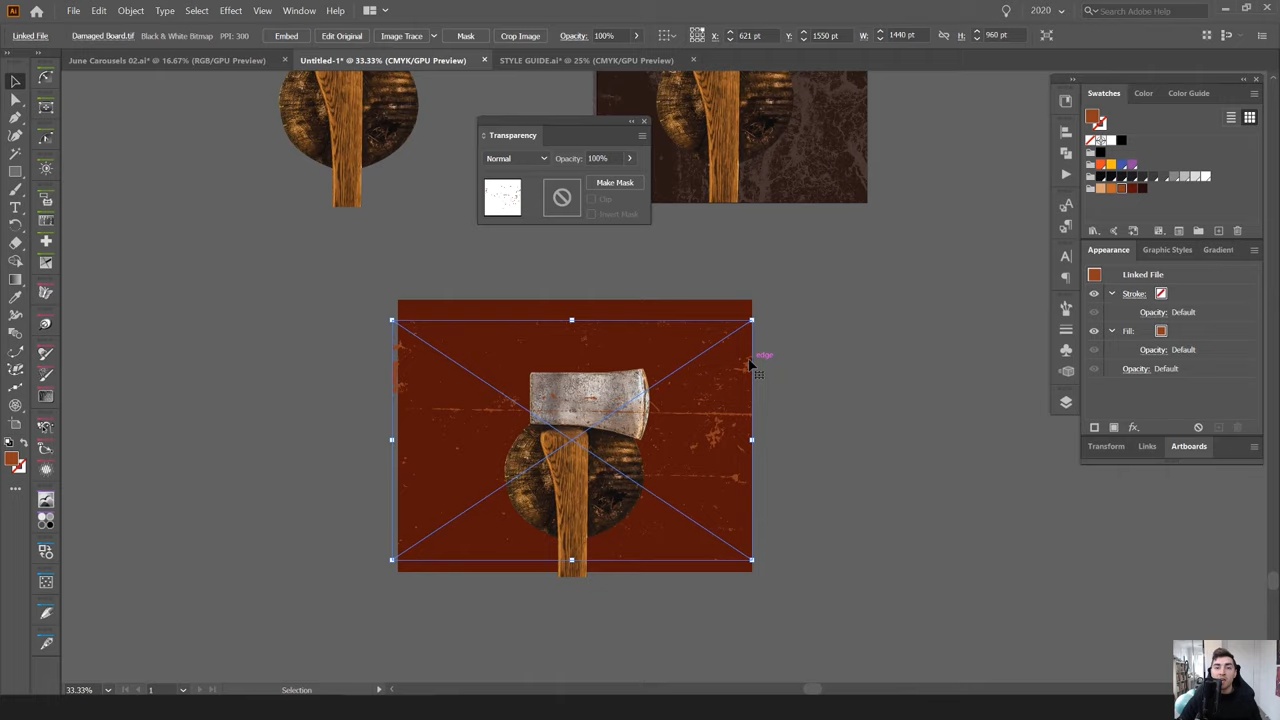 Ai File Edit Object Type Select Effect View Window Help 2020 Search Adobe Help
Linked File Damaged Board.tif Black & White Bitmap PPI: 300 Embed Edit Original Image Trace Mask Crop Image Opacity: 100% X: 621 pt Y: 1550 pt W: 1440 pt H: 960 pt
June Carousels 02.ai* @ 16.67% (RGB/GPU Preview) Untitled-1* @ 33.33% (CMYK/GPU Preview) STYLE GUIDE.ai* @ 25% (CMYK/GPU Preview)
Swatches Color Color Guide
Transparency
Normal Opacity: 100%
Make Mask
Clip
Invert Mask
Appearance Graphic Styles Gradient
Linked File
Stroke:
Opacity: Default
Fill:
Opacity: Default
Opacity: Default
edge
Transform Links Artboards
33.33% 1 Selection